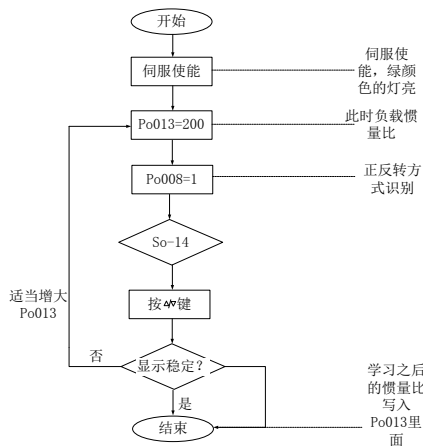 开始
伺服使能
伺服使
能，绿颜
色的灯亮
Po013=200
此时负载惯
量比
Po008=1
正反转方
式识别
So-14
适当增大
Po013
按△/▽键
显示稳定？
否
是
结束
学习之后
的惯量比
写入
Po013里
面